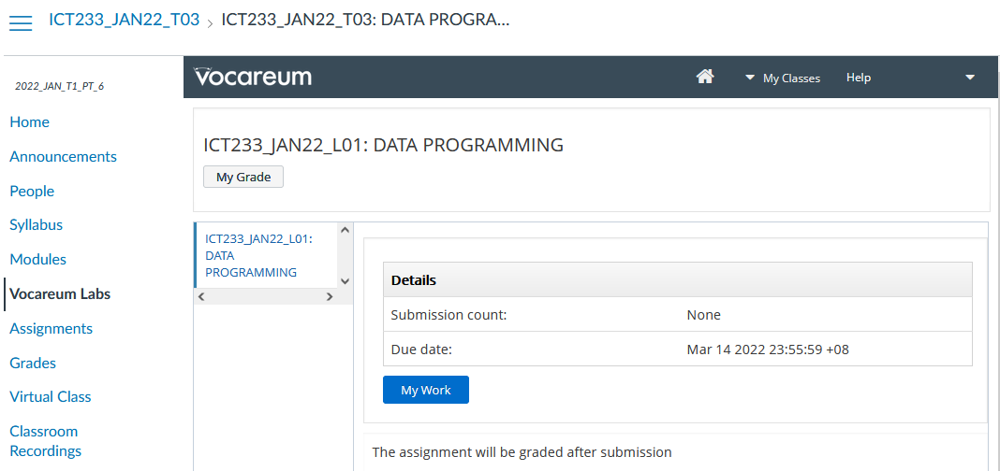 ICT233_JAN22_T03 > ICT233_JAN22_T03: DATA PROGRA...
2022_JAN_T1_PT_6
Home
Announcements
People
Syllabus
Modules
Vocareum Labs
Assignments
Grades
Virtual Class
Classroom
Recordings
vocareum
My Classes
Help
ICT233_JAN22_L01: DATA PROGRAMMING
My Grade
ICT233_JAN22_L01:
DATA
PROGRAMMING
Details
Submission count: None
Due date: Mar 14 2022 23:55:59 +08
My Work
The assignment will be graded after submission